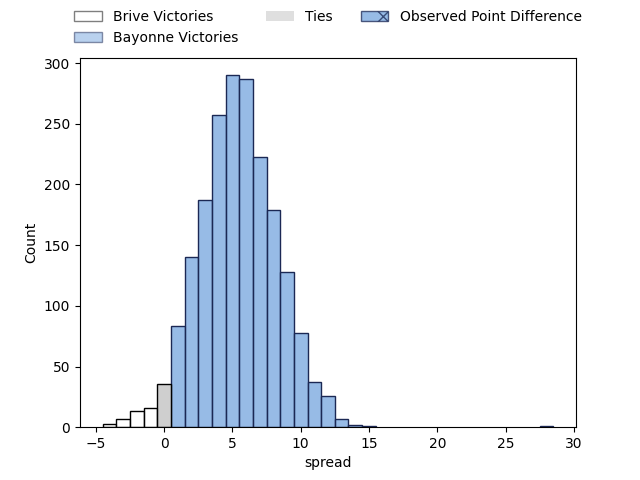 Brive Victories
Ties
Observed Point Difference
Bayonne Victories
300
250
200
150
100
50
0
Count
−5
0
5
10
15
20
25
30
spread